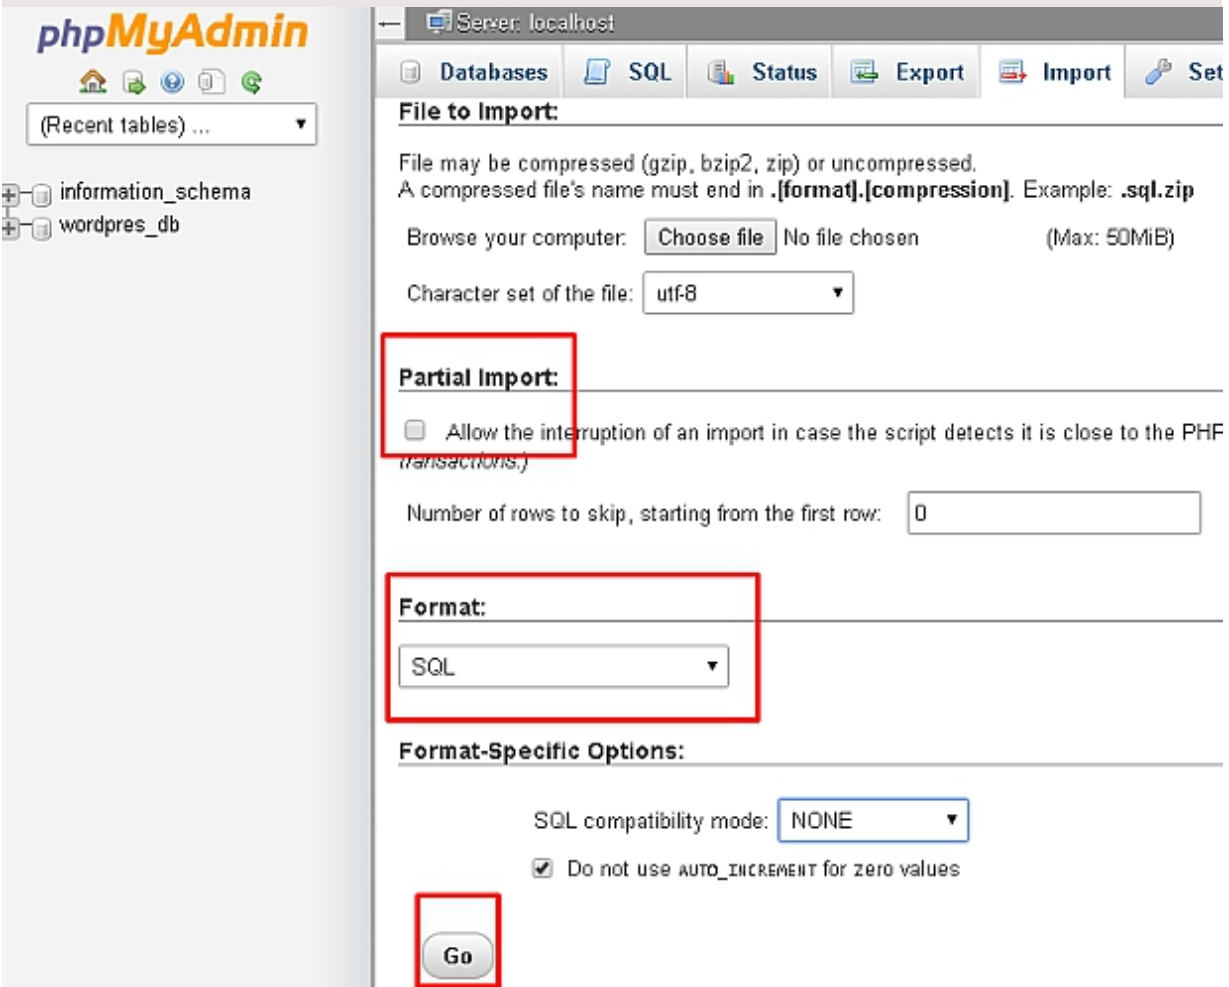 phpMyAdmin
(Recent tables) ...
information_schema
wordpres_db
Server: localhost
Databases SQL Status Export Import Set
File to Import:
File may be compressed (gzip, bzip2, zip) or uncompressed.
A compressed file's name must end in .[format].[compression]. Example: .sql.zip
Browse your computer: Choose file No file chosen (Max: 50MiB)
Character set of the file: utf-8
Partial Import:
Allow the interruption of an import in case the script detects it is close to the PHP
transactions.)
Number of rows to skip, starting from the first row: 0
Format:
SQL
Format-Specific Options:
SQL compatibility mode: NONE
Do not use AUTO_INCREMENT for zero values
Go